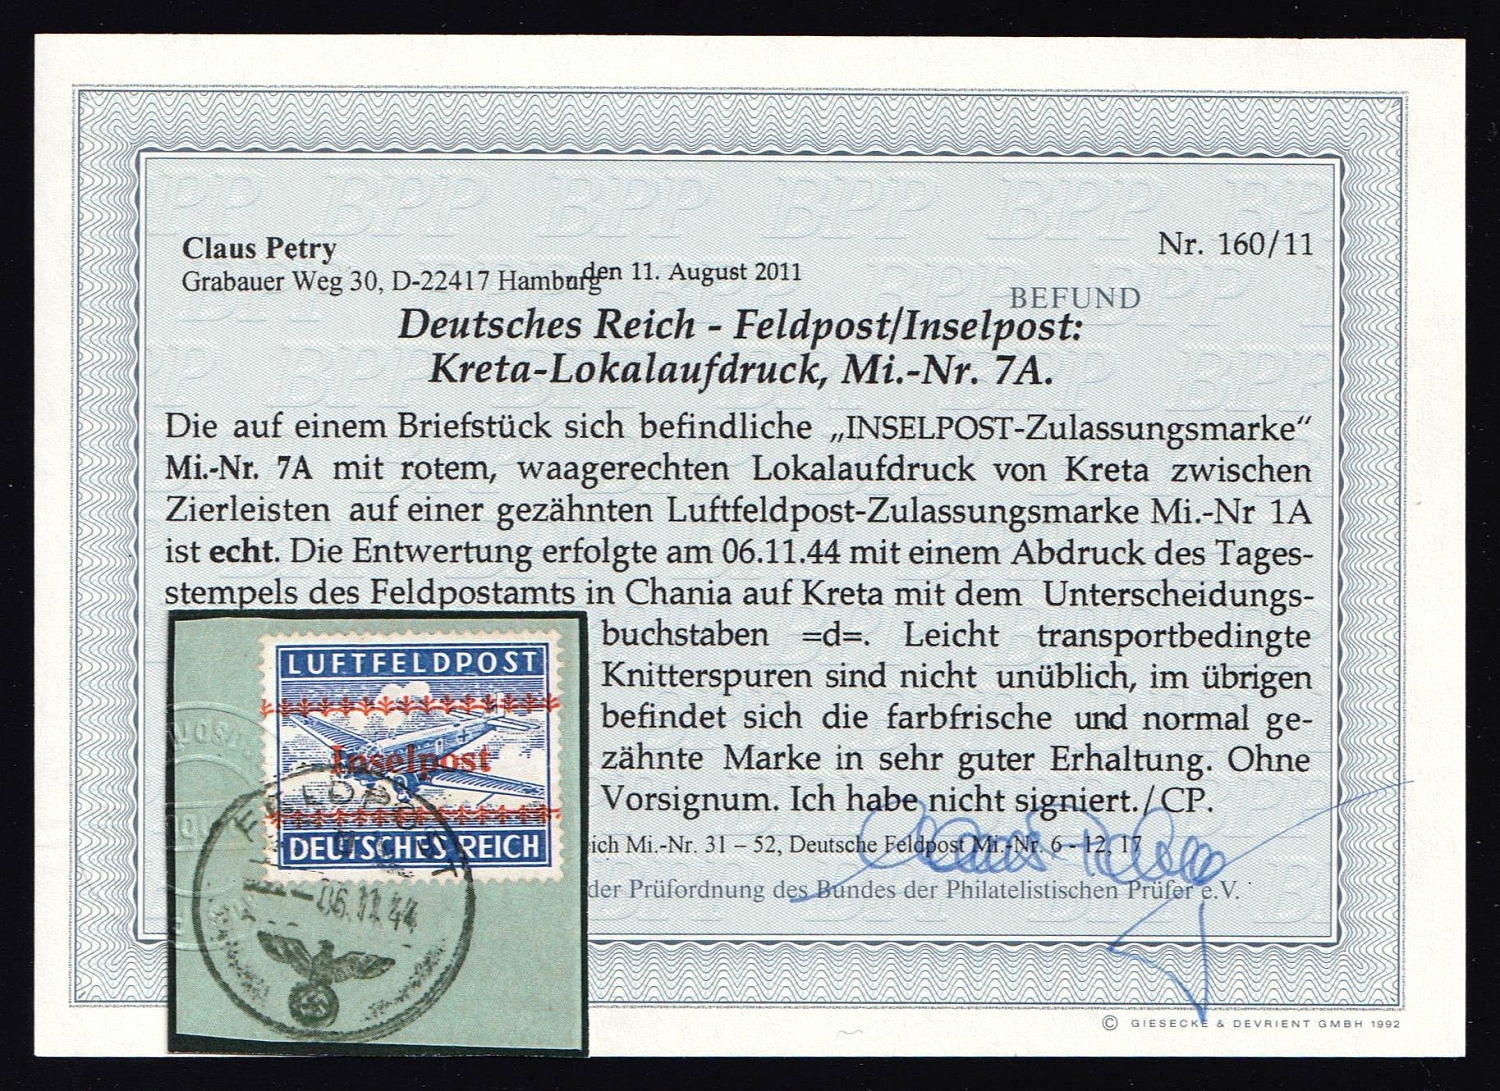 Claus Petry
Nr. 160/11
Grabauer Weg 30, D-22417 Hamburg den 11. August 2011
BEFUND
Deutsches Reich - Feldpost/Inselpost:
Kreta-Lokalaufdruck, Mi.-Nr. 7A.
Die auf einem Briefstück sich befindliche „INSELPOST-Zulassungsmarke“
Mi.-Nr. 7A mit rotem, waagerechten Lokalaufdruck von Kreta zwischen
Zierleisten auf einer gezähnten Luftfeldpost-Zulassungsmarke Mi.-Nr 1A
ist echt. Die Entwertung erfolgte am 06.11.44 mit einem Abdruck des Tages-
stempels des Feldpostamts in Chania auf Kreta mit dem Unterscheidungs-
buchstaben =d=. Leicht transportbedingte
Knitterspuren sind nicht unüblich, im übrigen
befindet sich die farbfrische und normal ge-
zähnte Marke in sehr guter Erhaltung. Ohne
Vorsignum. Ich habe nicht signiert./CP.
ich Mi.-Nr. 31 – 52, Deutsche Feldpost Mi.-Nr. 6 - 12, 17
der Prüfordnung des Bundes der Philatelistischen Prüfer e.V.
LUFTFELDPOST
Inselpost
DEUTSCHES REICH
FELDPOST
06.11.44
© GIESECKE & DEVRIENT GMBH 1992
BPP BPP BPP BPP BPP